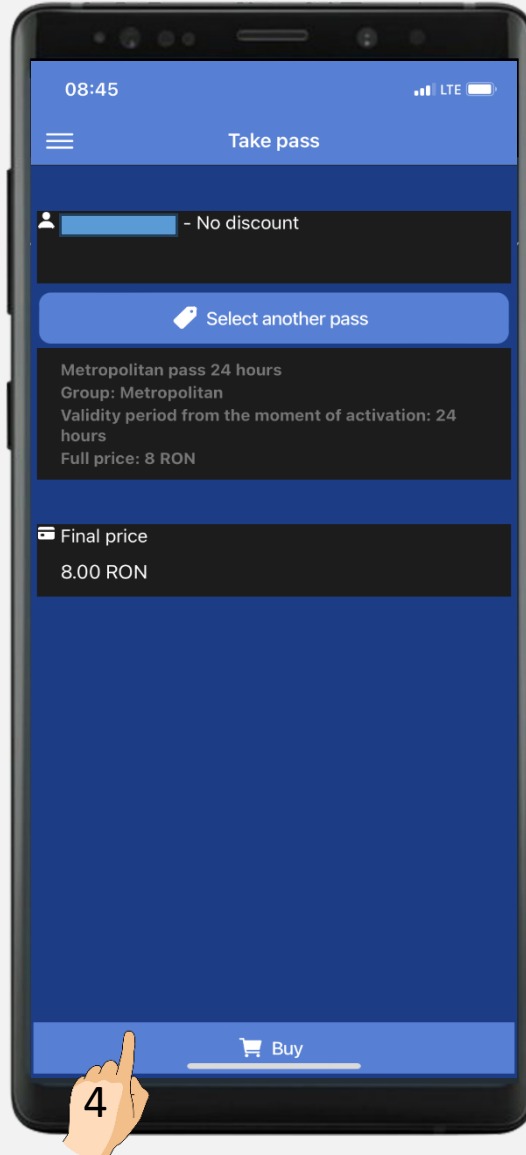 08:45
LTE
Take pass
- No discount
Select another pass
Metropolitan pass 24 hours
Group: Metropolitan
Validity period from the moment of activation: 24
hours
Full price: 8 RON
Final price
8.00 RON
Buy
4